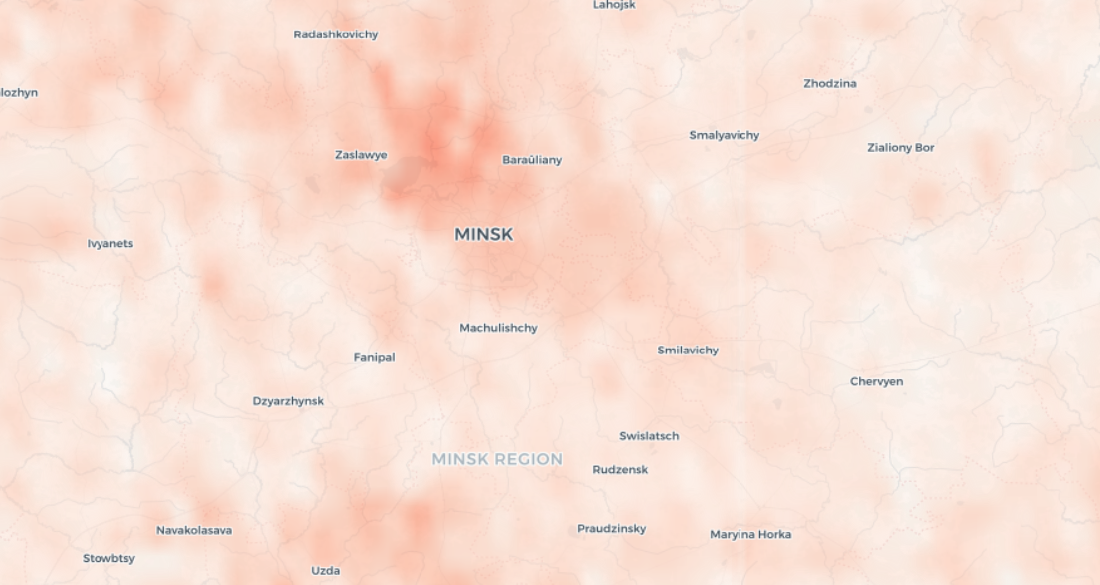 Lahojsk
Radashkovichy
Zhodzina
lozhyn
Smalyavichy
Zialiony Bor
Zaslawye
Baraŭliany
MINSK
Ivyanets
Machulishchy
Smilavichy
Fanipal
Chervyen
Dzyarzhynsk
Swislatsch
MINSK REGION
Rudzensk
Praudzinsky
Navakolasava
Maryina Horka
Stowbtsy
Uzda